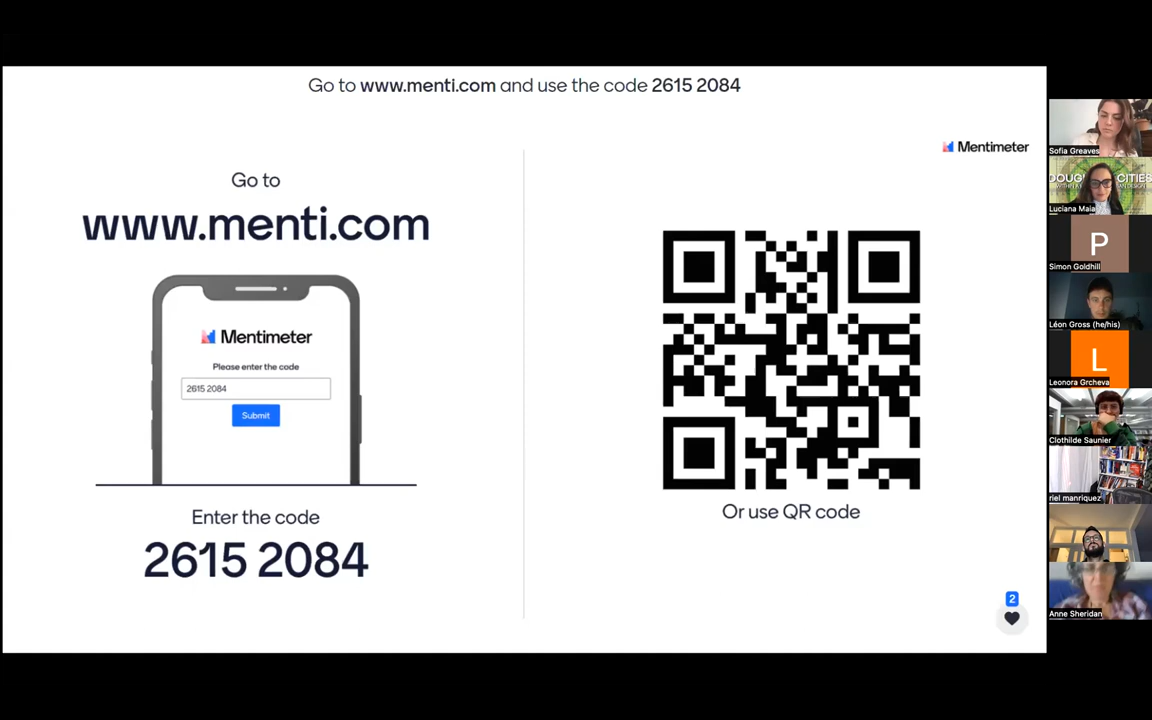 Go to www.menti.com and use the code 2615 2084
Mentimeter
Go to
www.menti.com
Mentimeter
Please enter the code
2615 2084
Submit
Enter the code
2615 2084
Or use QR code
2
Sofia Greaves
DOUG CITIES
Luciana Maia
P
Simon Goldhill
Léon Gross (he/his)
L
Leonora Grcheva
Clothilde Saunier
riel manriquez
Anne Sheridan